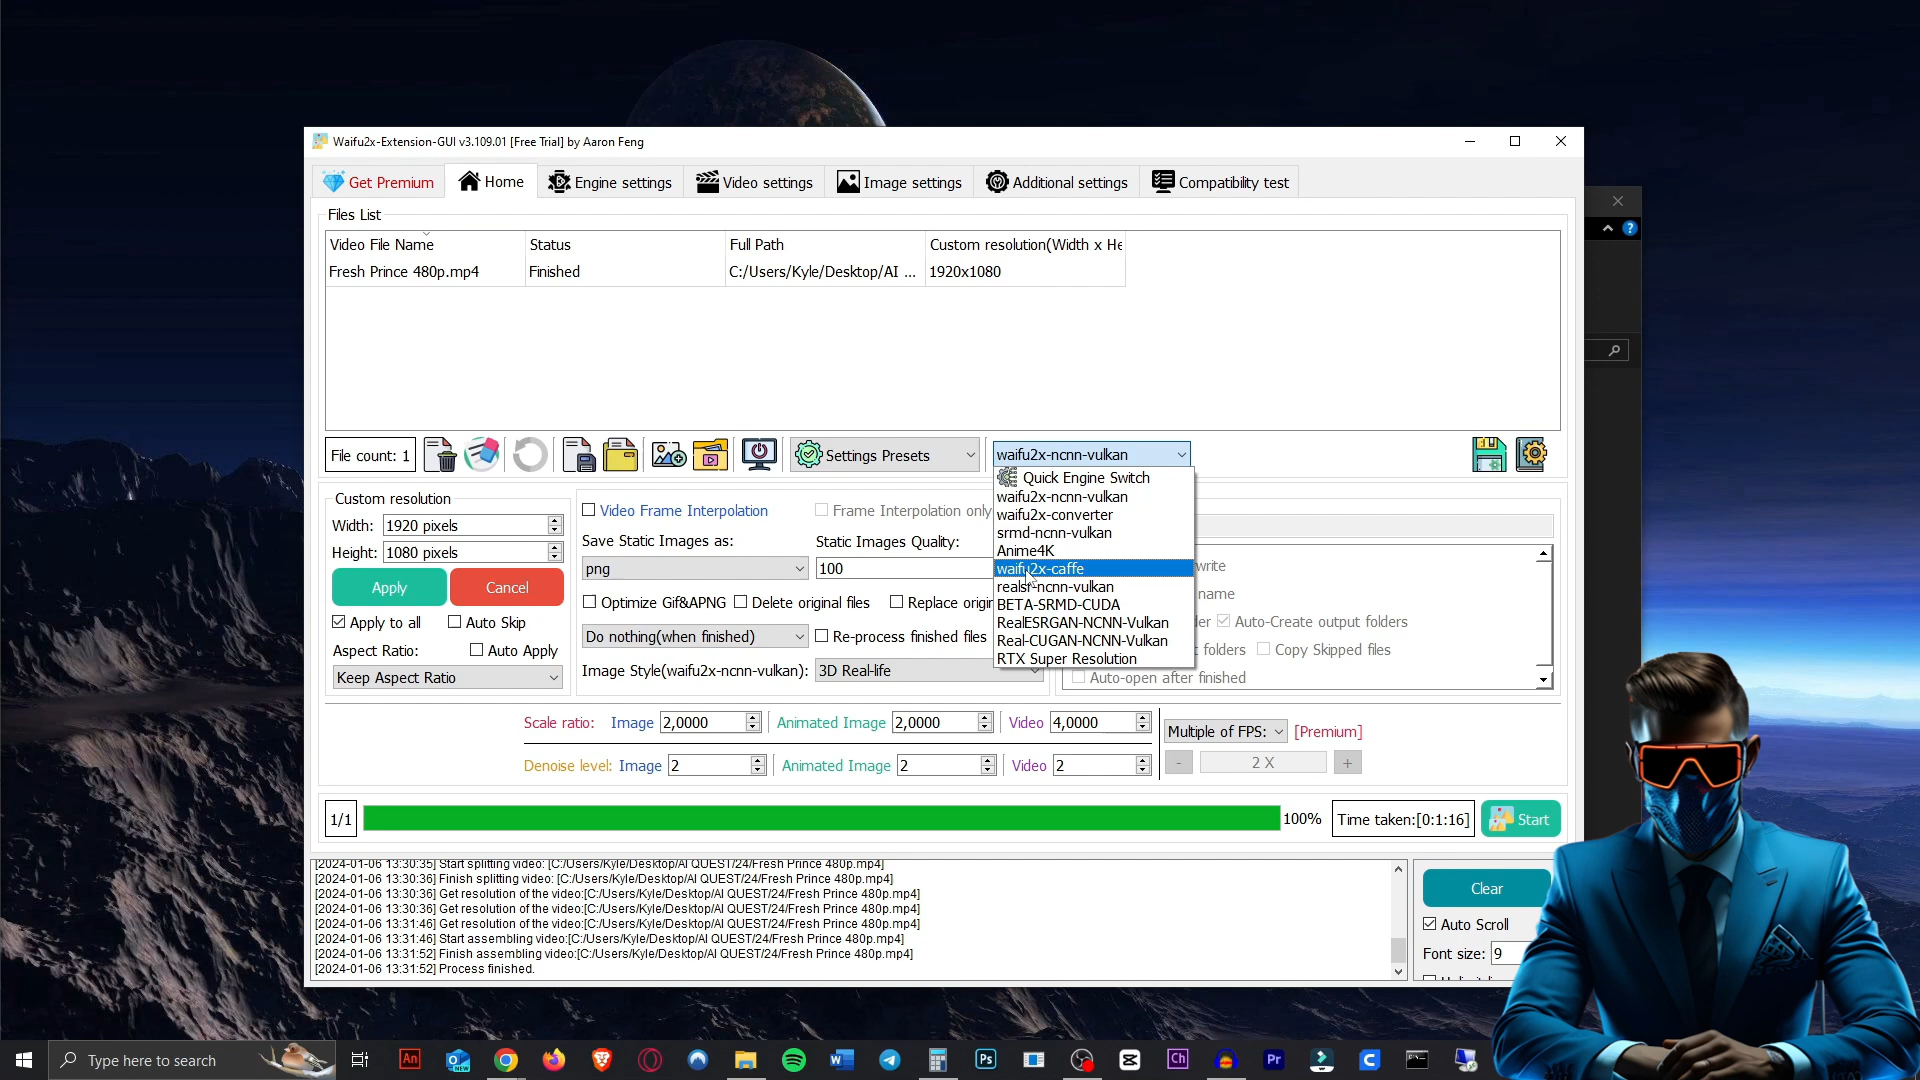 Waifu2x-Extension-GUI v3.109.01 [Free Trial] by Aaron Feng
Get Premium
Home
Engine settings
Video settings
Image settings
Additional settings
Compatibility test
Files List
Video File Name
Status
Full Path
Custom resolution(Width x He
Fresh Prince 480p.mp4
Finished
C:/Users/Kyle/Desktop/AI ...
1920x1080
File count: 1
Settings Presets
waifu2x-ncnn-vulkan
Quick Engine Switch
waifu2x-ncnn-vulkan
waifu2x-converter
srmd-ncnn-vulkan
Anime4K
waifu2x-caffe
realsr-ncnn-vulkan
BETA-SRMD-CUDA
RealESRGAN-NCNN-Vulkan
Real-CUGAN-NCNN-Vulkan
RTX Super Resolution
Custom resolution
Width: 1920 pixels
Height: 1080 pixels
Apply
Cancel
Apply to all
Auto Skip
Aspect Ratio:
Auto Apply
Keep Aspect Ratio
Video Frame Interpolation
Frame Interpolation only
Save Static Images as:
Static Images Quality:
png
100
Optimize Gif&APNG
Delete original files
Replace origin
Do nothing(when finished)
Re-process finished files
Image Style(waifu2x-ncnn-vulkan):
3D Real-life
write
name
der
Auto-Create output folders
folders
Copy Skipped files
Auto-open after finished
Scale ratio: Image 2,0000 Animated Image 2,0000 Video 4,0000
Denoise level: Image 2 Animated Image 2 Video 2
Multiple of FPS:
[Premium]
- 2 X +
1/1
100%
Time taken:[0:1:16]
Start
[2024-01-06 13:30:35] Start splitting video: [C:/Users/Kyle/Desktop/AI QUEST/24/Fresh Prince 480p.mp4]
[2024-01-06 13:30:36] Finish splitting video: [C:/Users/Kyle/Desktop/AI QUEST/24/Fresh Prince 480p.mp4]
[2024-01-06 13:30:36] Get resolution of the video:[C:/Users/Kyle/Desktop/AI QUEST/24/Fresh Prince 480p.mp4]
[2024-01-06 13:30:36] Get resolution of the video:[C:/Users/Kyle/Desktop/AI QUEST/24/Fresh Prince 480p.mp4]
[2024-01-06 13:31:46] Get resolution of the video:[C:/Users/Kyle/Desktop/AI QUEST/24/Fresh Prince 480p.mp4]
[2024-01-06 13:31:46] Start assembling video:[C:/Users/Kyle/Desktop/AI QUEST/24/Fresh Prince 480p.mp4]
[2024-01-06 13:31:52] Finish assembling video:[C:/Users/Kyle/Desktop/AI QUEST/24/Fresh Prince 480p.mp4]
[2024-01-06 13:31:52] Process finished.
Clear
Auto Scroll
Font size: 9
Type here to search
An
NEW
W
Ps
Ch
Pr